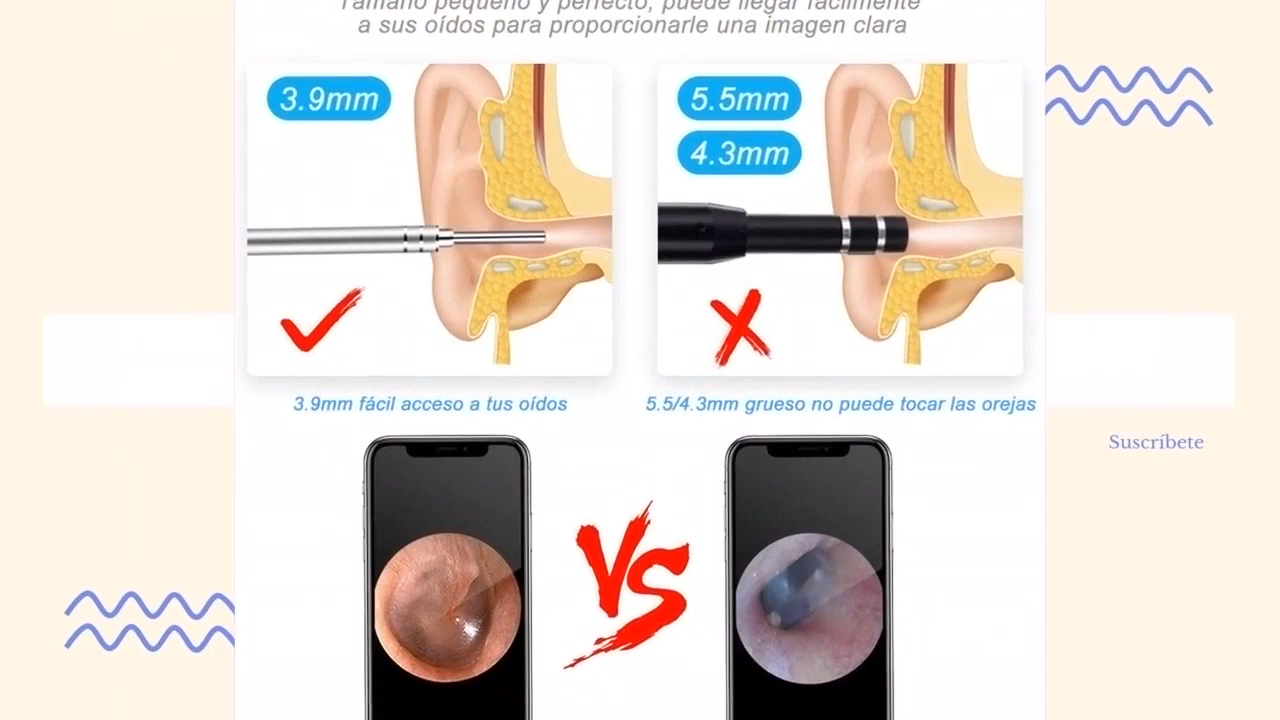 Tamaño pequeño y perfecto, puede llegar fácilmente
a sus oídos para proporcionarle una imagen clara
3.9mm
5.5mm
4.3mm
3.9mm fácil acceso a tus oídos
5.5/4.3mm grueso no puede tocar las orejas
Suscríbete
VS